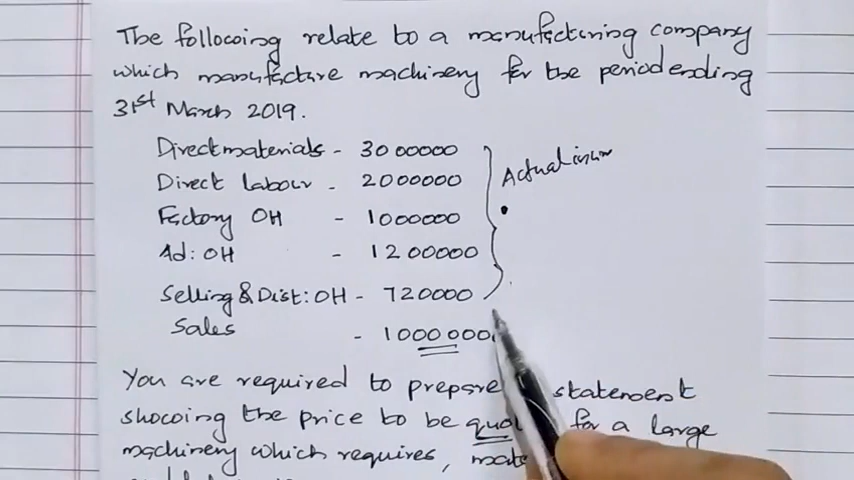 The following relate to a manufacturing company
which manufacture machinery for the period ending
31st March 2019.
Direct materials - 3000000
Direct labour - 2000000
Factory OH - 1000000
Ad: OH - 1200000
Selling & Dist: OH - 720000
Sales - 1000000
Actual
You are required to prepare statement
showing the price to be for a large
machinery which requires,